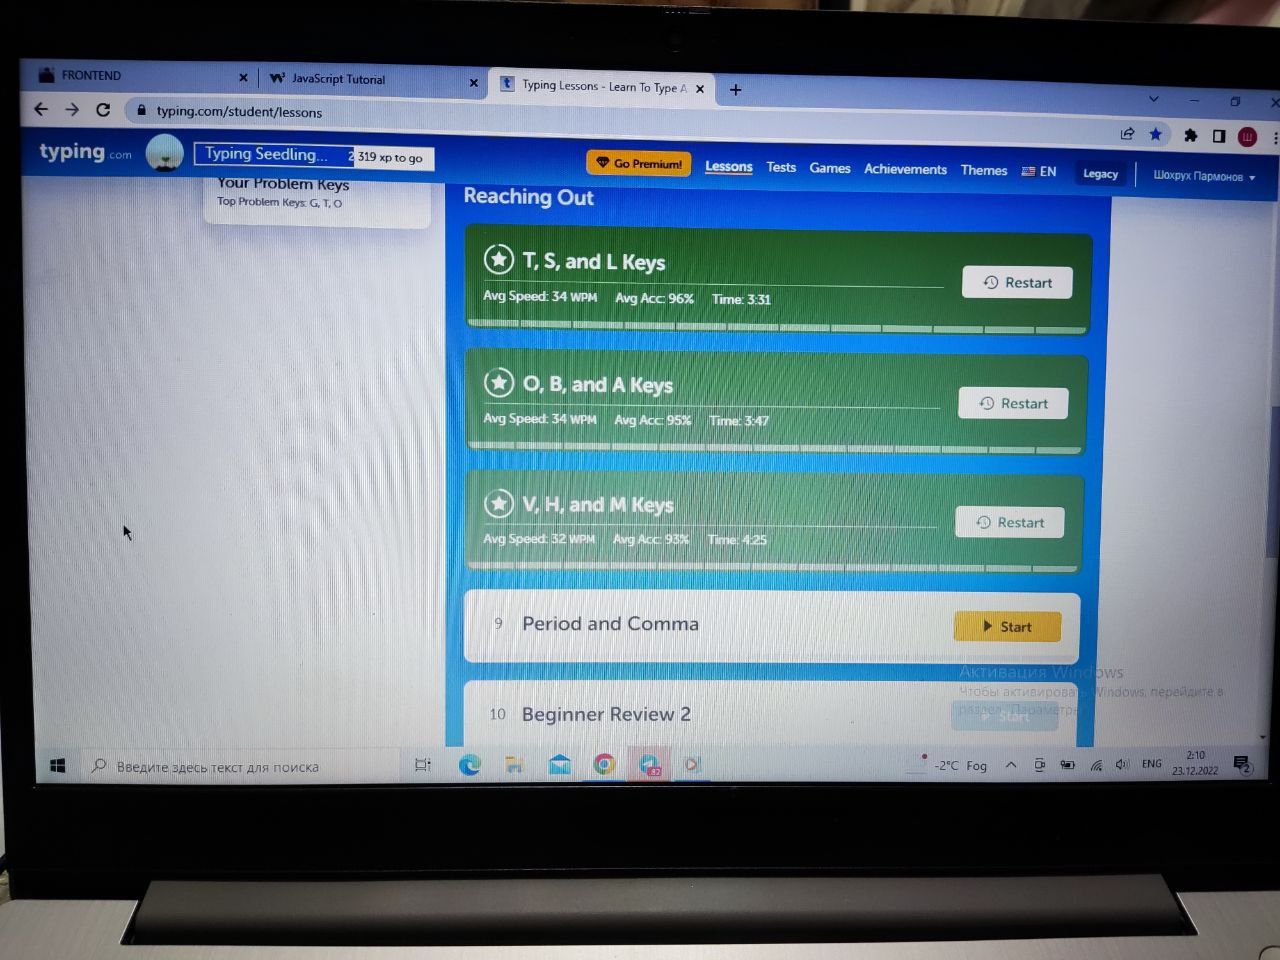 FRONTEND
JavaScript Tutorial
Typing Lessons - Learn To Type A
typing.com/student/lessons
typing.com
Typing Seedling...
319 xp to go
Go Premium!
Lessons
Tests
Games
Achievements
Themes
EN
Legacy
Шохрух Пармонов
Your Problem Keys
Top Problem Keys: G, T, O
Reaching Out
T, S, and L Keys
Restart
Avg Speed: 34 WPM Avg Acc: 96% Time: 3:31
O, B, and A Keys
Restart
Avg Speed: 34 WPM Avg Acc: 95% Time: 3:47
V, H, and M Keys
Restart
Avg Speed: 32 WPM Avg Acc: 93% Time: 4:25
9 Period and Comma
Start
Активация Windows
Чтобы активировать Windows, перейдите в
раздел "Параметры
10 Beginner Review 2
Start
Введите здесь текст для поиска
-2°C Fog
ENG
2:10
23.12.2022
2